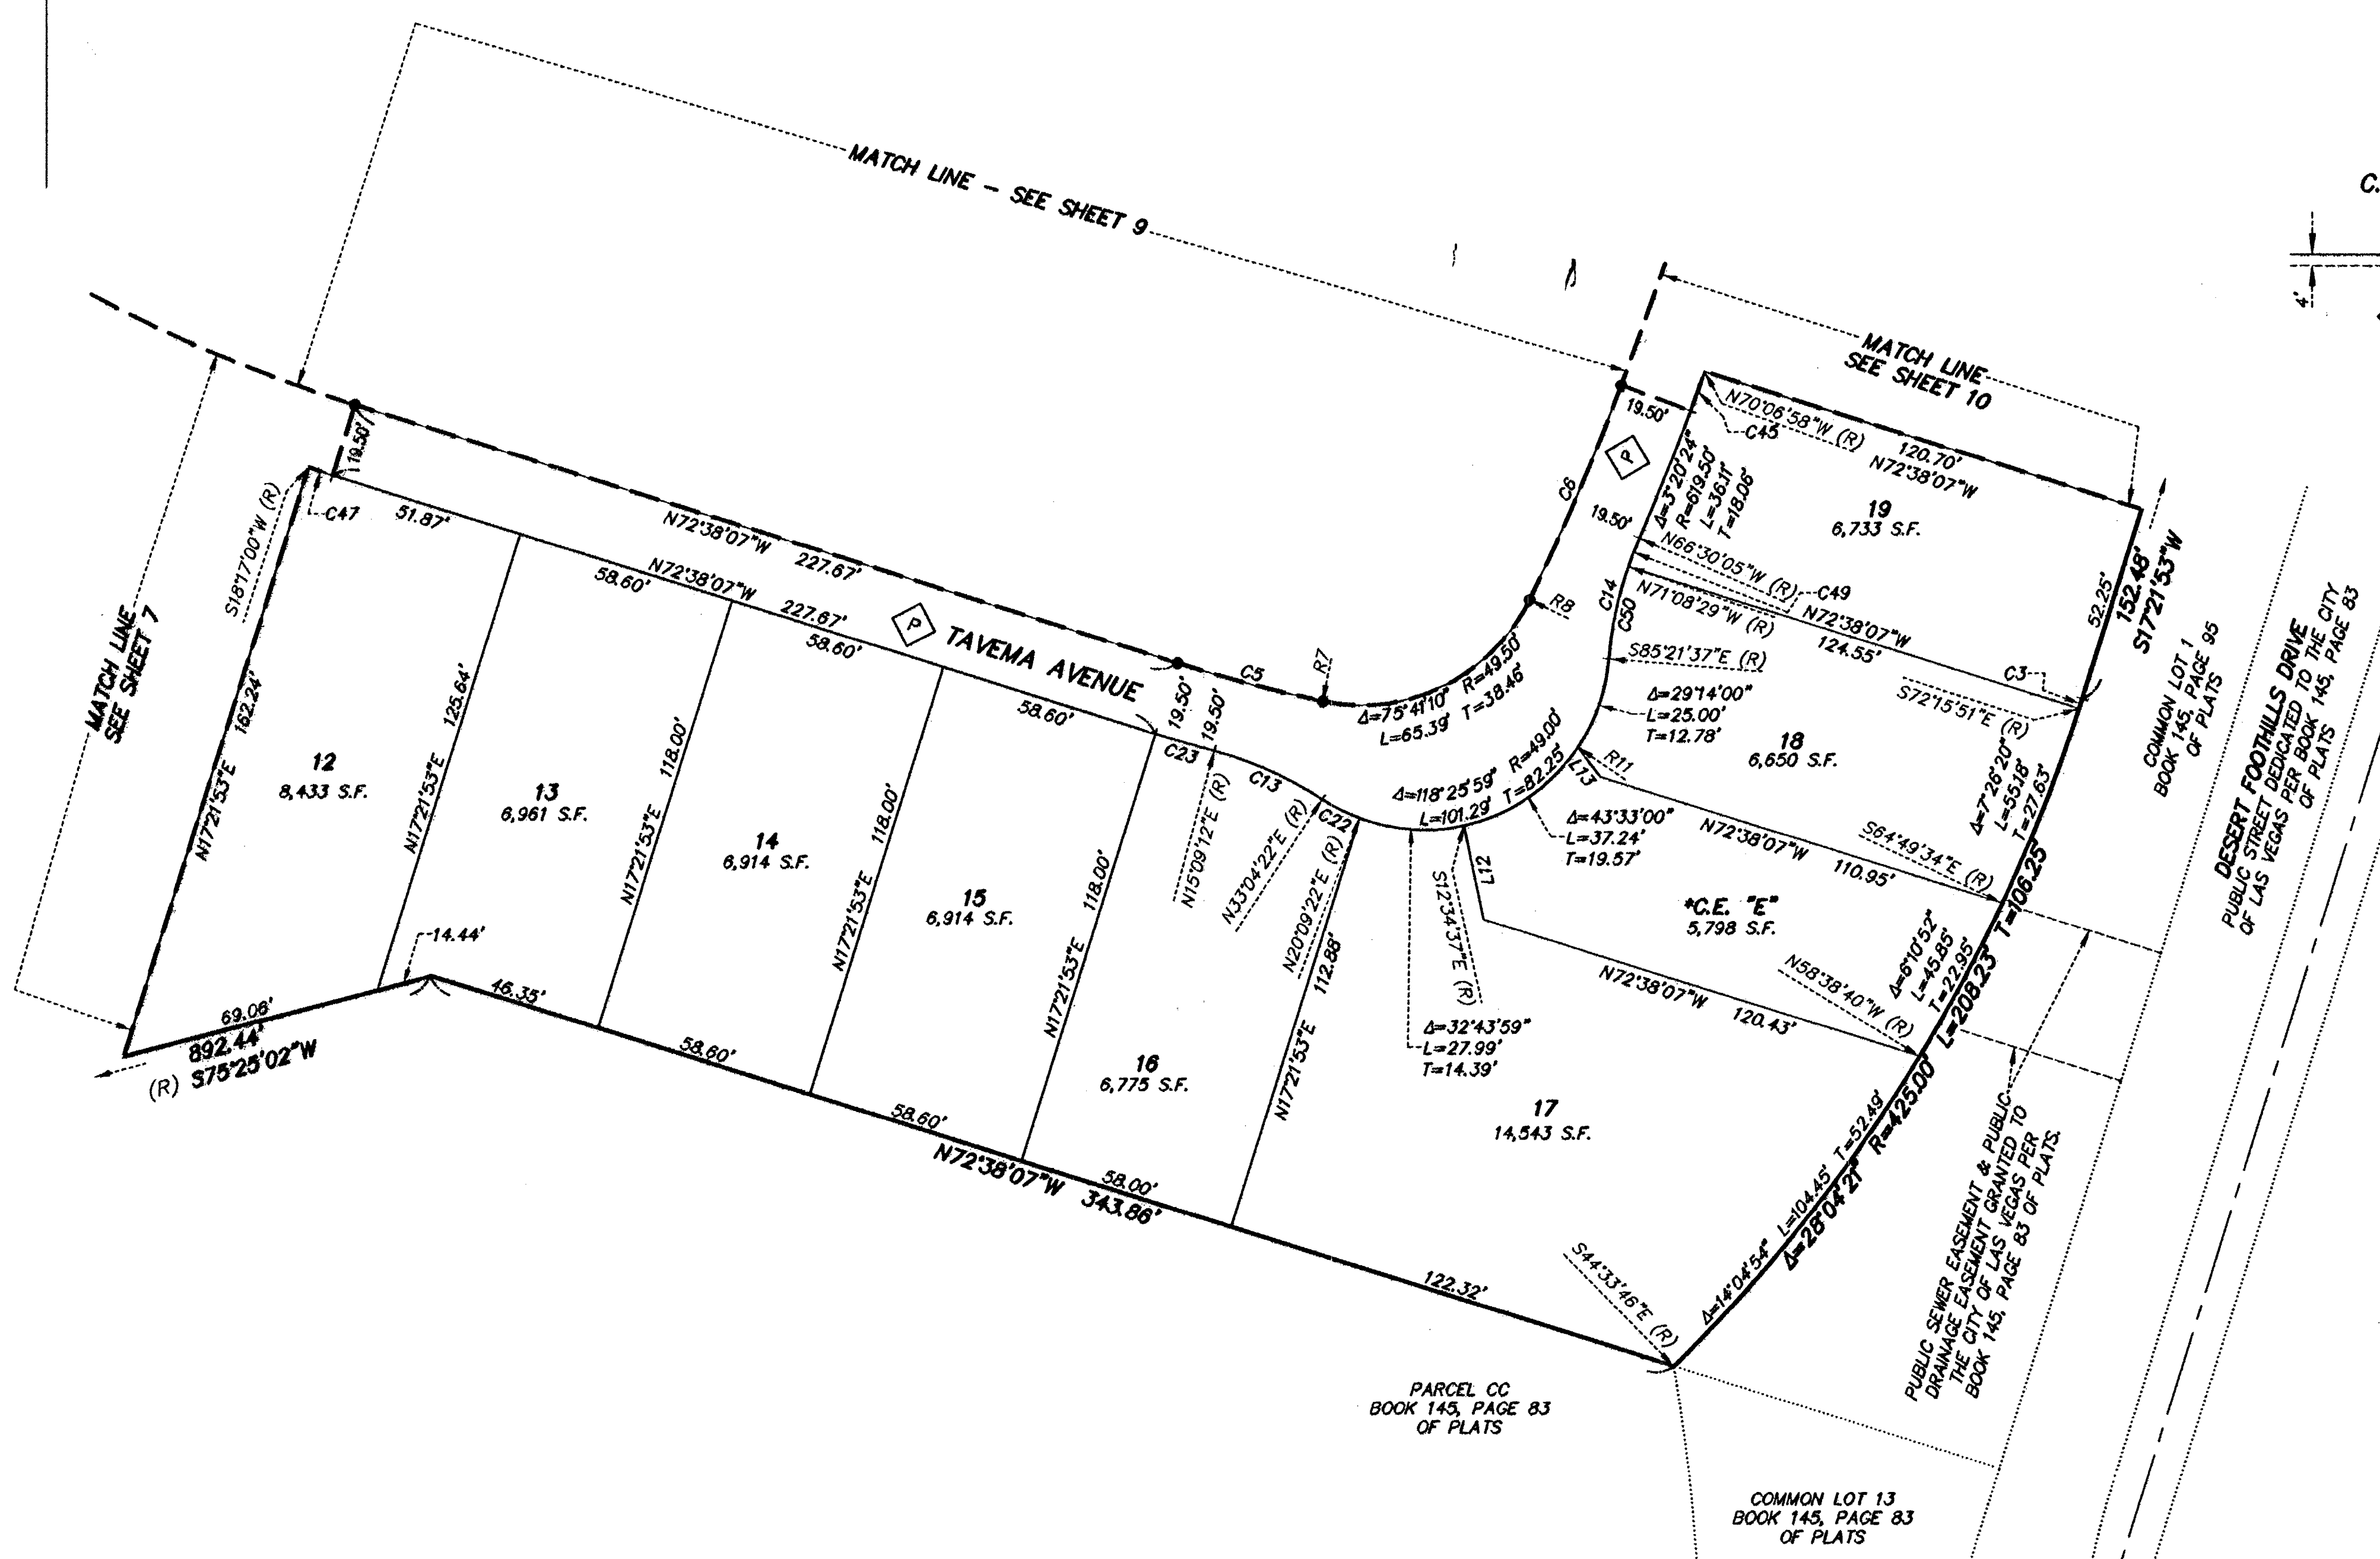 MATCH LINE - SEE SHEET 9
C.
4'
MATCH LINE
SEE SHEET 10
MATCH LINE
SEE SHEET 7
19.50'
S18°17'00"W (R)
C47
51.87'
N72°38'07"W 227.67'
58.60'
N72°38'07"W
227.67'
58.60'
P
TAVEMA AVENUE
58.60'
19.50'
19.50'
C5
R7
C23
C13
C22
N15°09'12"E (R)
N33°04'22"E (R)
N20°09'22"E (R)
Δ=75°41'10" R=49.50'
L=65.39' T=38.46'
R8
C6
P
19.50'
19.50'
Δ=3°20'24"
R=619.50'
L=36.11'
T=18.06'
N70°06'58"W (R)
C45
120.70'
N72°38'07"W
19
6,733 S.F.
N66°30'05"W (R)
C49
N71°08'29"W (R)
N72°38'07"W
124.55'
C14
C50
S85°21'37"E (R)
C3
S72°15'51"E (R)
52.25'
152.48'
S17°21'53"W
Δ=29°14'00"
L=25.00'
T=12.78'
18
6,650 S.F.
R11
L13
Δ=118°25'59" R=49.00'
L=101.29' T=82.25'
Δ=43°33'00"
L=37.24'
T=19.57'
N72°38'07"W
110.95'
S64°49'34"E (R)
Δ=7°26'20"
L=55.18'
T=27.63'
L12
S12°34'37"E (R)
*C.E. "E"
5,798 S.F.
N72°38'07"W
120.43'
N58°38'40"W (R)
Δ=6°10'52"
L=45.85'
T=22.95'
Δ=32°43'59"
L=27.99'
T=14.39'
17
14,543 S.F.
Δ=14°04'54" L=104.45' T=52.49'
Δ=28°04'21" R=425.00' L=208.23' T=106.25
S44°33'46"E (R)
122.32'
N17°21'53"E 162.24'
12
8,433 S.F.
N17°21'53"E 125.64'
13
6,961 S.F.
N17°21'53"E 118.00'
14
6,914 S.F.
N17°21'53"E 118.00'
15
6,914 S.F.
N17°21'53"E 118.00'
16
6,775 S.F.
N17°21'53"E 112.88'
14.44'
69.06'
892.44'
(R) S75°25'02"W
46.35'
58.60'
58.60'
58.00'
N72°38'07"W 343.86'
COMMON LOT 1
BOOK 145, PAGE 95
OF PLATS
DESERT FOOTHILLS DRIVE
PUBLIC STREET DEDICATED TO THE CITY
OF LAS VEGAS PER BOOK 145, PAGE 83
OF PLATS
PUBLIC SEWER EASEMENT & PUBLIC
DRAINAGE EASEMENT GRANTED TO
THE CITY OF LAS VEGAS PER
BOOK 145, PAGE 83 OF PLATS.
PARCEL CC
BOOK 145, PAGE 83
OF PLATS
COMMON LOT 13
BOOK 145, PAGE 83
OF PLATS